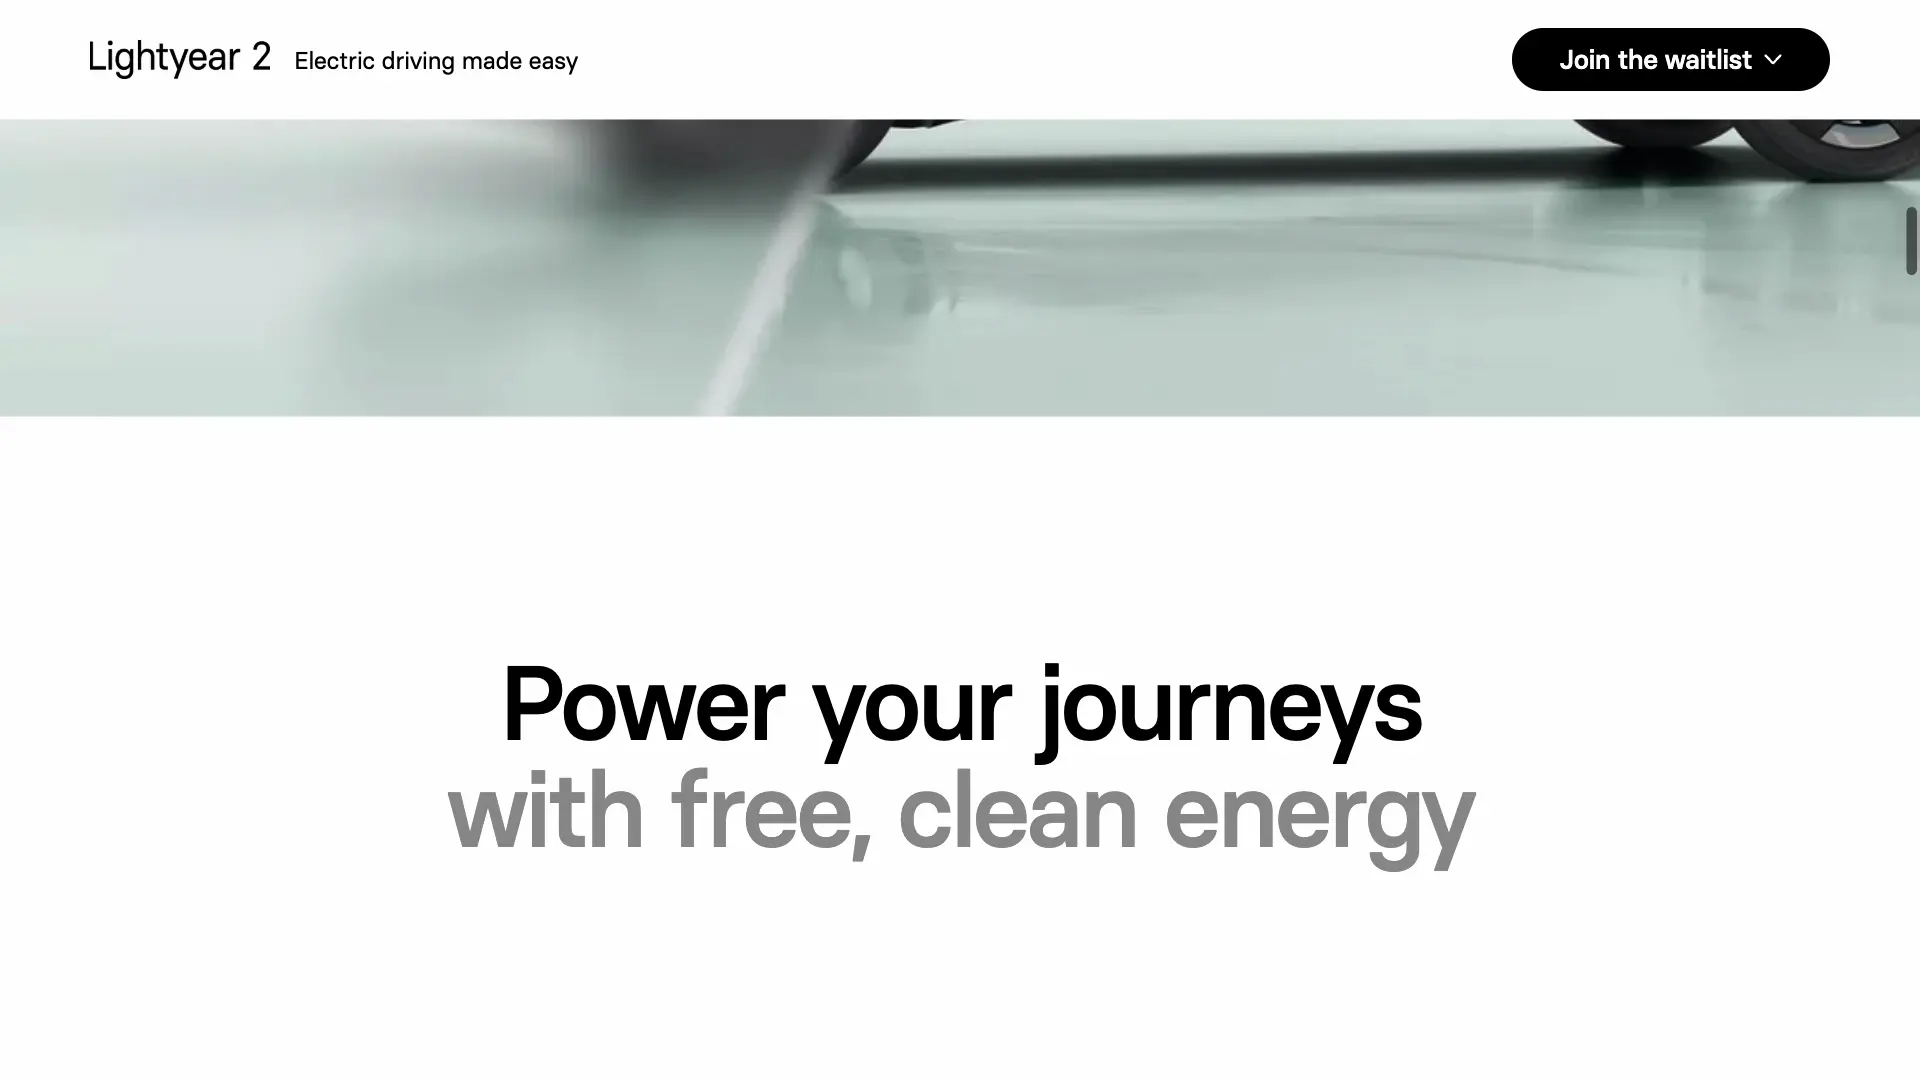 Lightyear 2 Electric driving made easy
Join the waitlist
Power your journeys
with free, clean energy